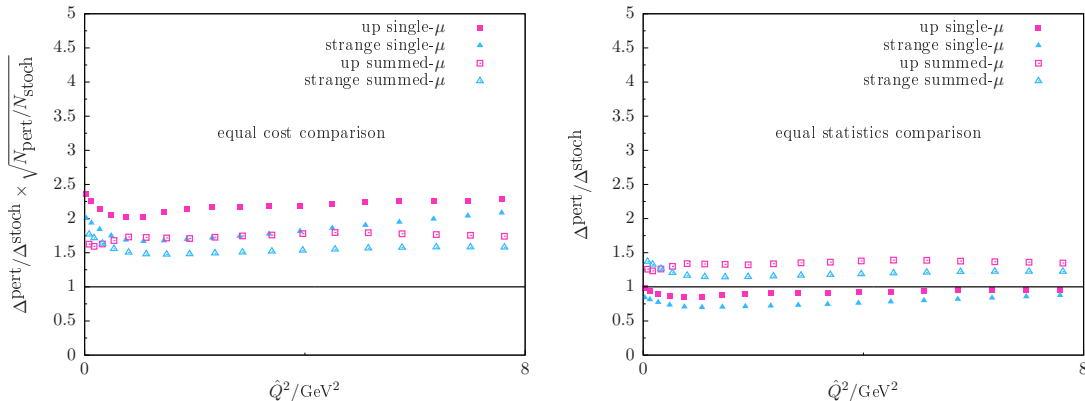 Δ^pert/Δ^stoch × √N_pert/N_stoch
5
4.5
4
3.5
3
2.5
2
1.5
1
0.5
0
up single-μ
strange single-μ
up summed-μ
strange summed-μ
equal cost comparison
0 8
Q̂²/GeV²
Δ^pert/Δ^stoch
5
4.5
4
3.5
3
2.5
2
1.5
1
0.5
0
up single-μ
strange single-μ
up summed-μ
strange summed-μ
equal statistics comparison
0 8
Q̂²/GeV²